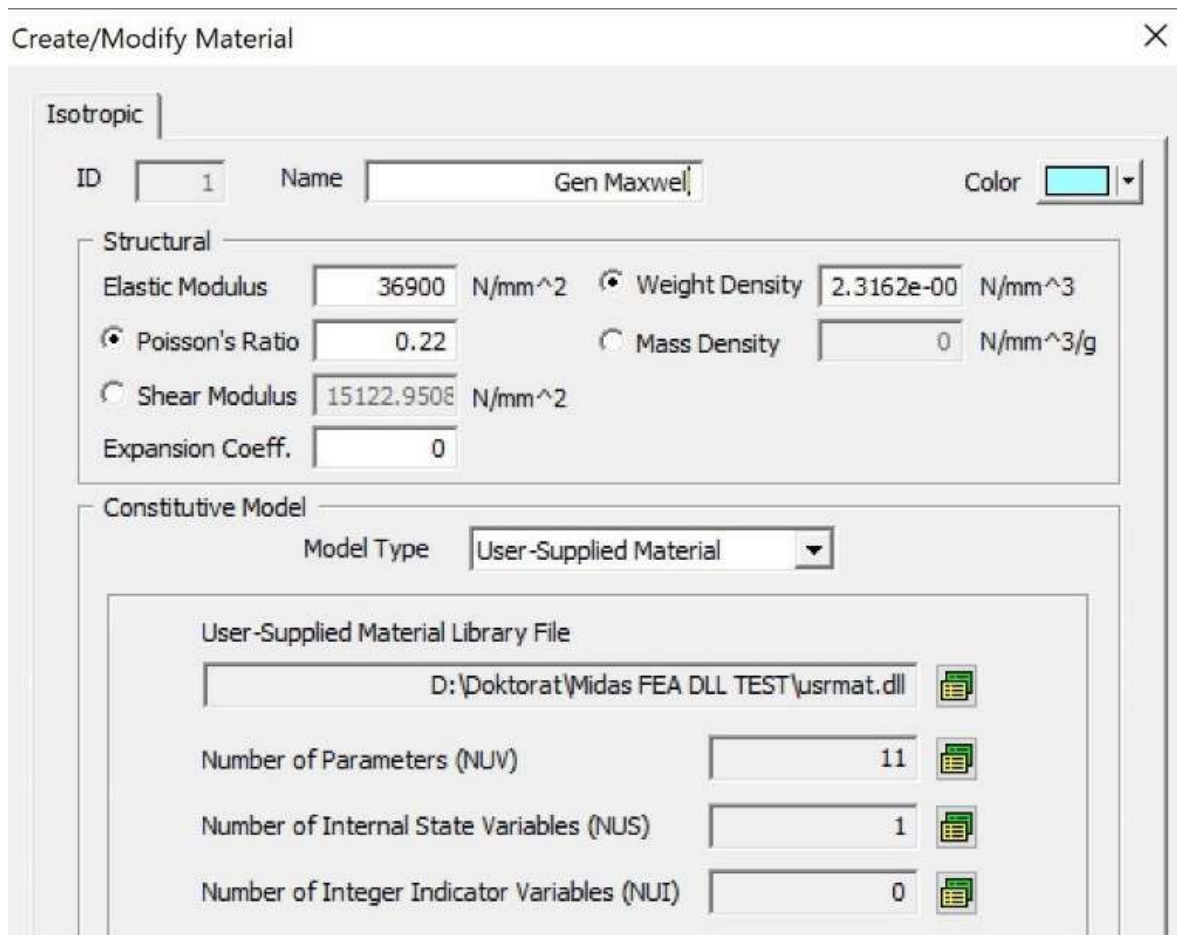 Create/Modify Material
Isotropic
ID 1 Name Gen Maxwel Color
Structural
Elastic Modulus 36900 N/mm^2 Weight Density 2.3162e-00 N/mm^3
Poisson's Ratio 0.22 Mass Density 0 N/mm^3/g
Shear Modulus 15122.9508 N/mm^2
Expansion Coeff. 0
Constitutive Model
Model Type User-Supplied Material
User-Supplied Material Library File
D:\Doktorat\Midas FEA DLL TEST\usrmat.dll
Number of Parameters (NUV) 11
Number of Internal State Variables (NUS) 1
Number of Integer Indicator Variables (NUI) 0